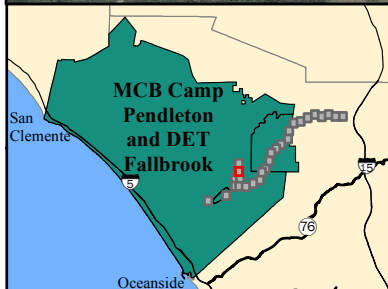 MCB Camp
Pendleton
and DET
Fallbrook
San
Clemente
5
15
76
Oceanside